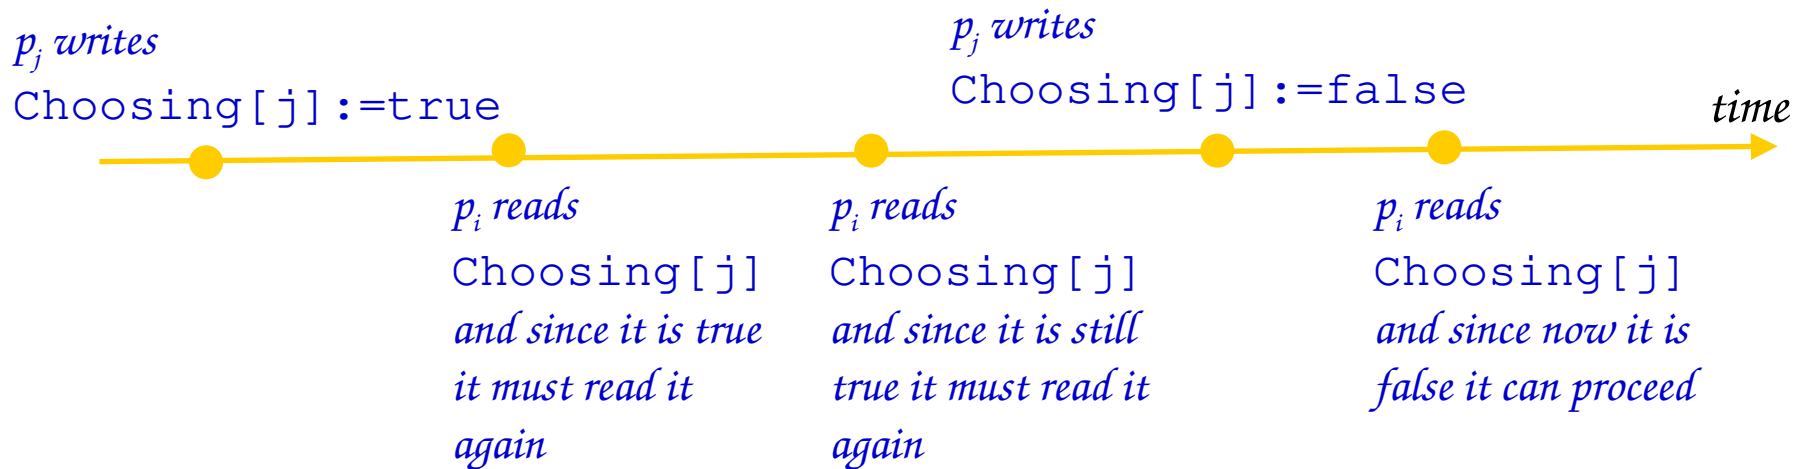 p_j writes
Choosing[j]:=true
p_j writes
Choosing[j]:=false
time
p_i reads
Choosing[j]
and since it is true
it must read it
again
p_i reads
Choosing[j]
and since it is still
true it must read it
again
p_i reads
Choosing[j]
and since now it is
false it can proceed